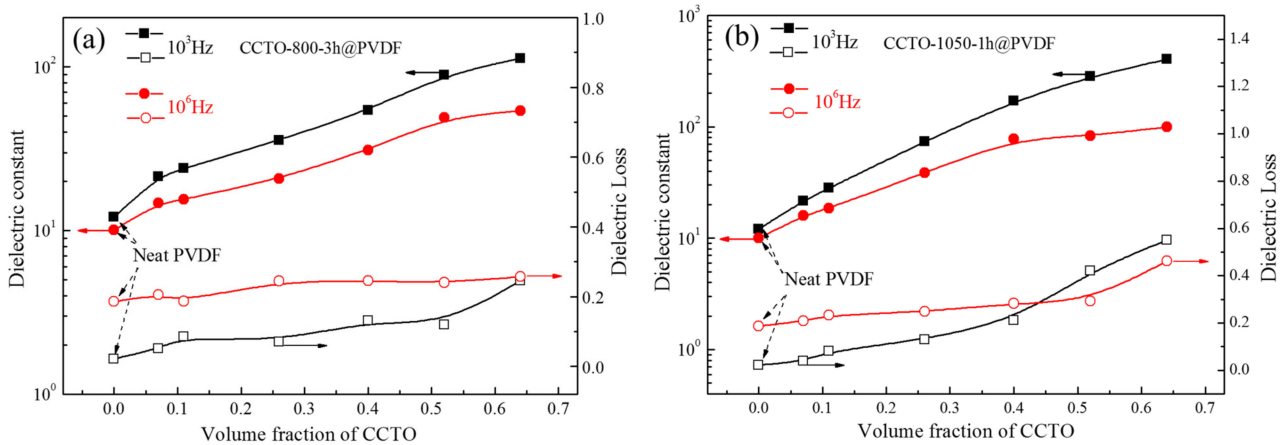 (a)
10³Hz
CCTO-800-3h@PVDF
10⁶Hz
Neat PVDF
10²
10¹
10⁰
Dielectric constant
1.0
0.8
0.6
0.4
0.2
0.0
Dielectric Loss
0.0 0.1 0.2 0.3 0.4 0.5 0.6 0.7
Volume fraction of CCTO
(b)
10³Hz
CCTO-1050-1h@PVDF
10⁶Hz
Neat PVDF
10³
10²
10¹
10⁰
Dielectric constant
1.4
1.2
1.0
0.8
0.6
0.4
0.2
0.0
Dielectric Loss
0.0 0.1 0.2 0.3 0.4 0.5 0.6 0.7
Volume fraction of CCTO